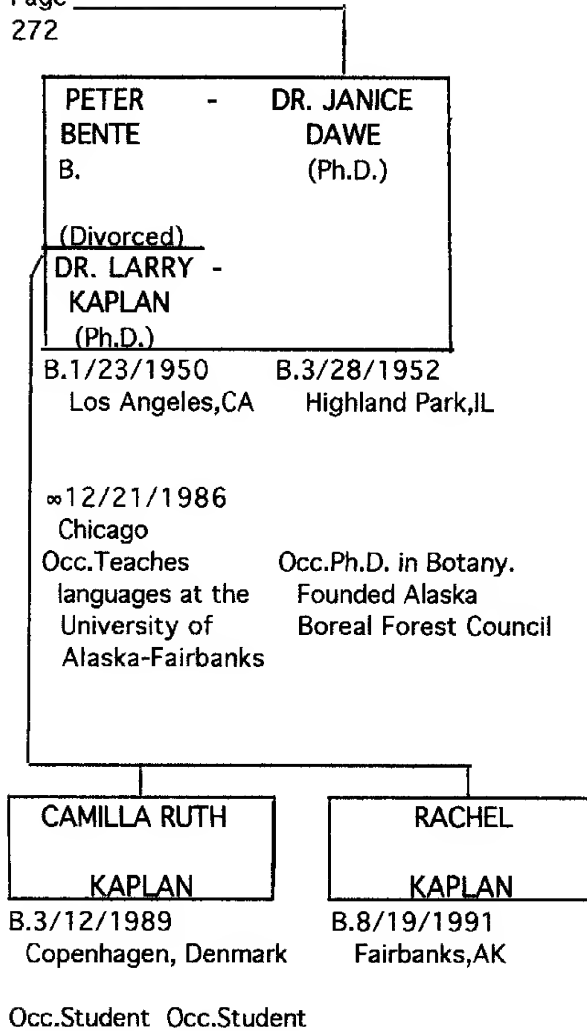 Page
272
PETER - DR. JANICE
BENTE DAWE
B. (Ph.D.)
(Divorced)
DR. LARRY -
KAPLAN
(Ph.D.)
B.1/23/1950 B.3/28/1952
Los Angeles,CA Highland Park,IL
∞12/21/1986
Chicago
Occ.Teaches Occ.Ph.D. in Botany.
languages at the Founded Alaska
University of Boreal Forest Council
Alaska-Fairbanks
CAMILLA RUTH RACHEL
KAPLAN KAPLAN
B.3/12/1989 B.8/19/1991
Copenhagen, Denmark Fairbanks,AK
Occ.Student Occ.Student